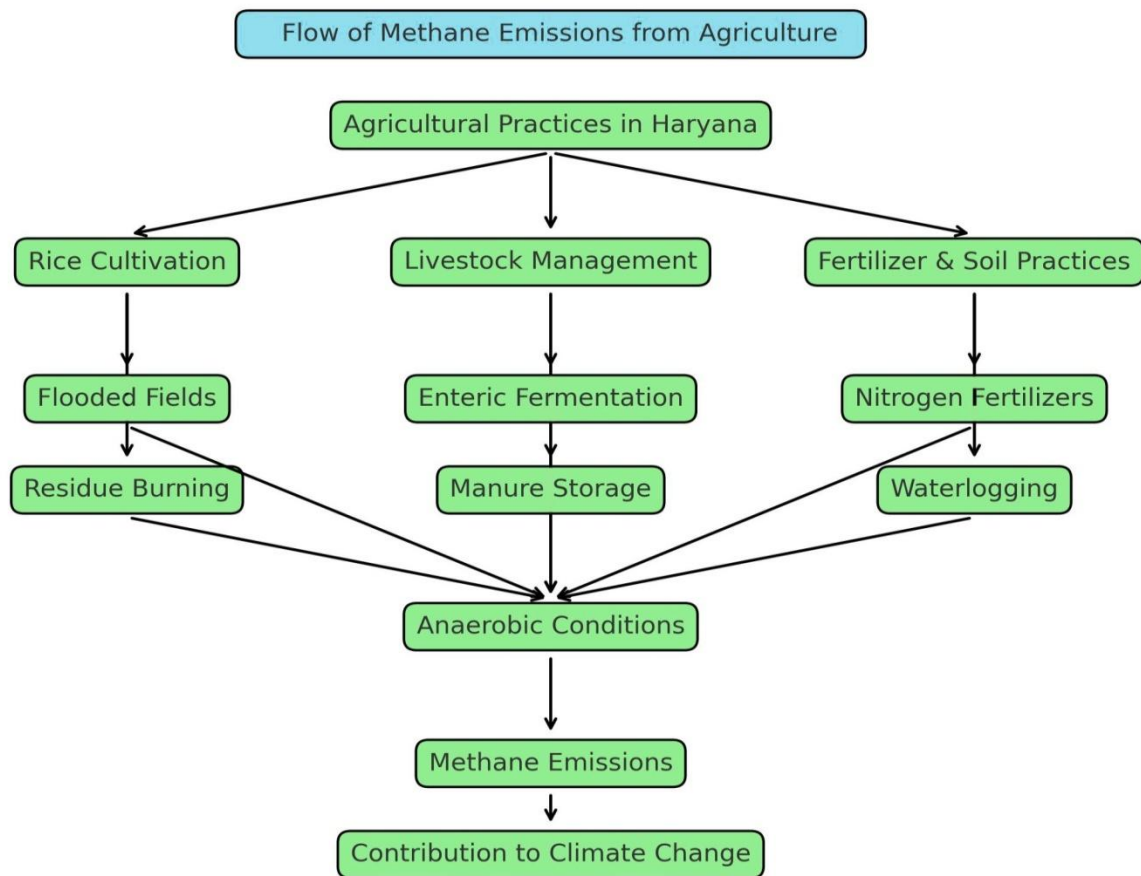 Flow of Methane Emissions from Agriculture
Agricultural Practices in Haryana
Rice Cultivation
Livestock Management
Fertilizer & Soil Practices
Flooded Fields
Enteric Fermentation
Nitrogen Fertilizers
Residue Burning
Manure Storage
Waterlogging
Anaerobic Conditions
Methane Emissions
Contribution to Climate Change